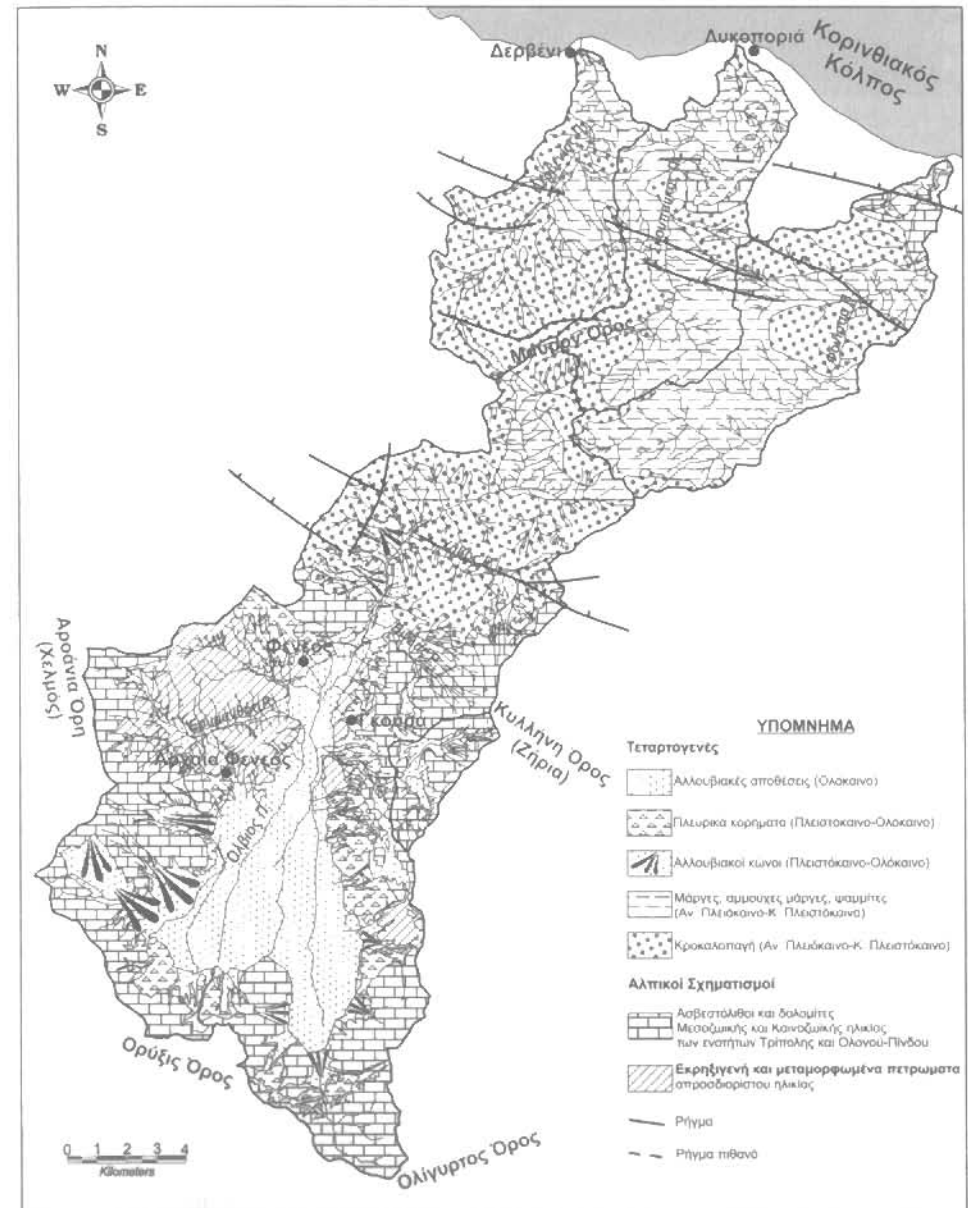 Δερβένι
Λυκοποριά
Κορινθιακός
Κόλπος
N
W E
S
Μαύρον Όρος
Φενεός
Γκούρα
Αρχαία Φενεός
Όλβιος π.
Αροάνια Όρη
(Χελμός)
Κυλλήνη Όρος
(Ζήρια)
Ορύξις Όρος
Ολίγυρτος Όρος
ΥΠΟΜΝΗΜΑ
Τεταρτογενές
Αλλουβιακές αποθέσεις (Ολόκαινο)
Πλευρικά κορήματα (Πλειστόκαινο-Ολόκαινο)
Αλλουβιακοί κώνοι (Πλειστόκαινο-Ολόκαινο)
Μάργες, αμμούχες μάργες, ψαμμίτες
(Αν. Πλειόκαινο-Κ. Πλειστόκαινο)
Κροκαλοπαγή (Αν. Πλειόκαινο-Κ. Πλειστόκαινο)
Αλπικοί Σχηματισμοί
Ασβεστόλιθοι και δολομίτες
Μεσοζωικής και Καινοζωικής ηλικίας
των ενοτήτων Τρίπολης και Ολονού-Πίνδου
Εκρηξιγενή και μεταμορφωμένα πετρώματα
απροσδιορίστου ηλικίας
Ρήγμα
Ρήγμα πιθανό
0 1 2 3 4
Kilometers